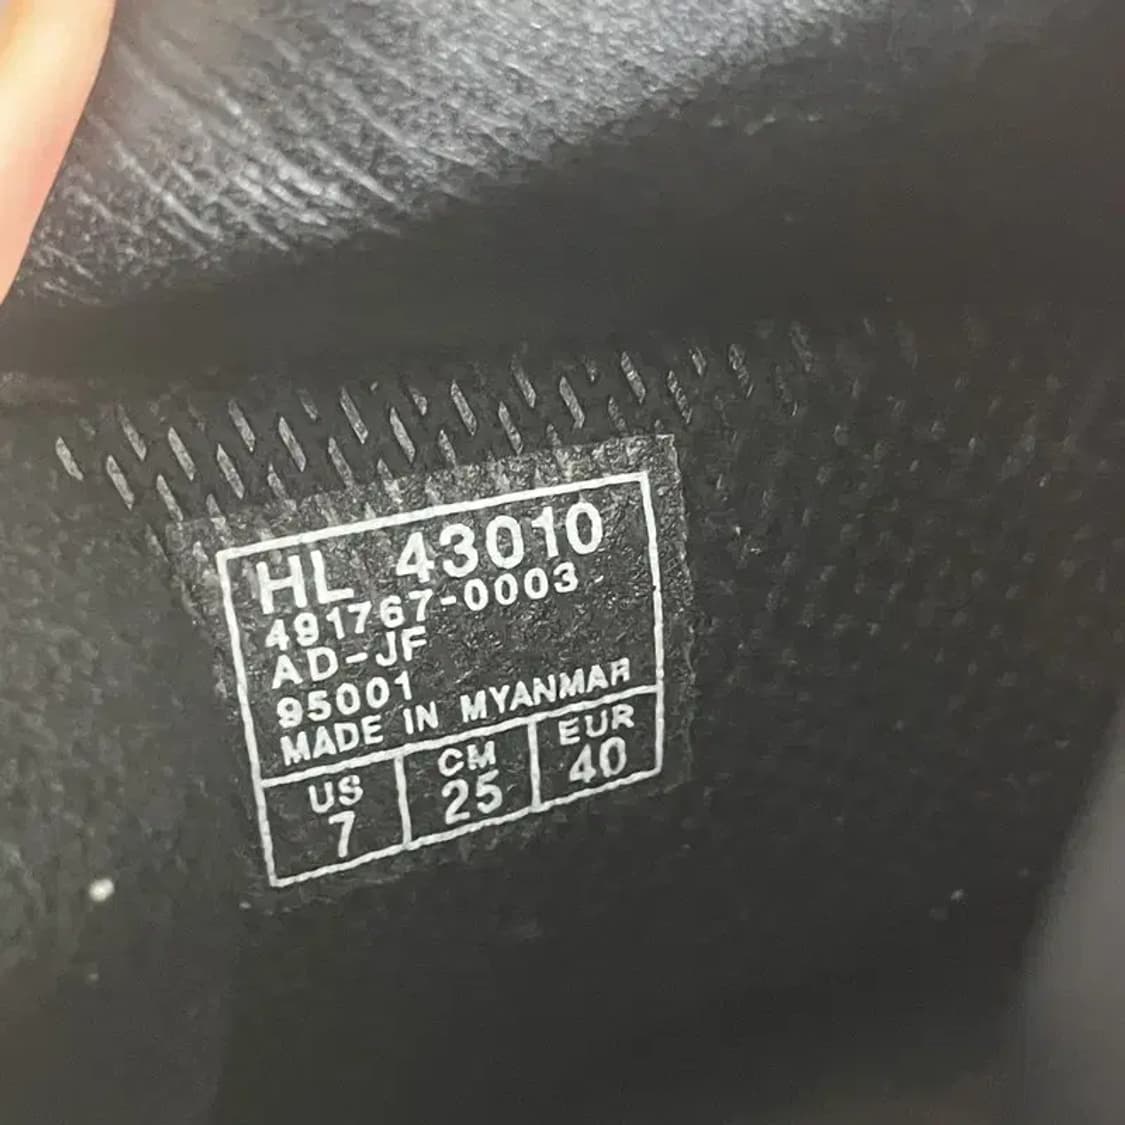 HL 43010
491767-0003
AD-JF
95001
MADE IN MYANMAR
US CM EUR
7 25 40